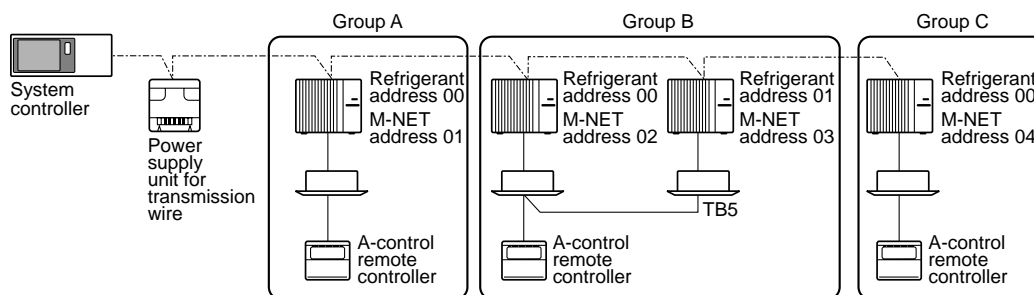 Group A
Group B
Group C
System
controller
Power
supply
unit for
transmission
wire
Refrigerant
address 00
M-NET
address 01
A-control
remote
controller
Refrigerant
address 00
M-NET
address 02
Refrigerant
address 01
M-NET
address 03
TB5
A-control
remote
controller
Refrigerant
address 00
M-NET
address 04
A-control
remote
controller